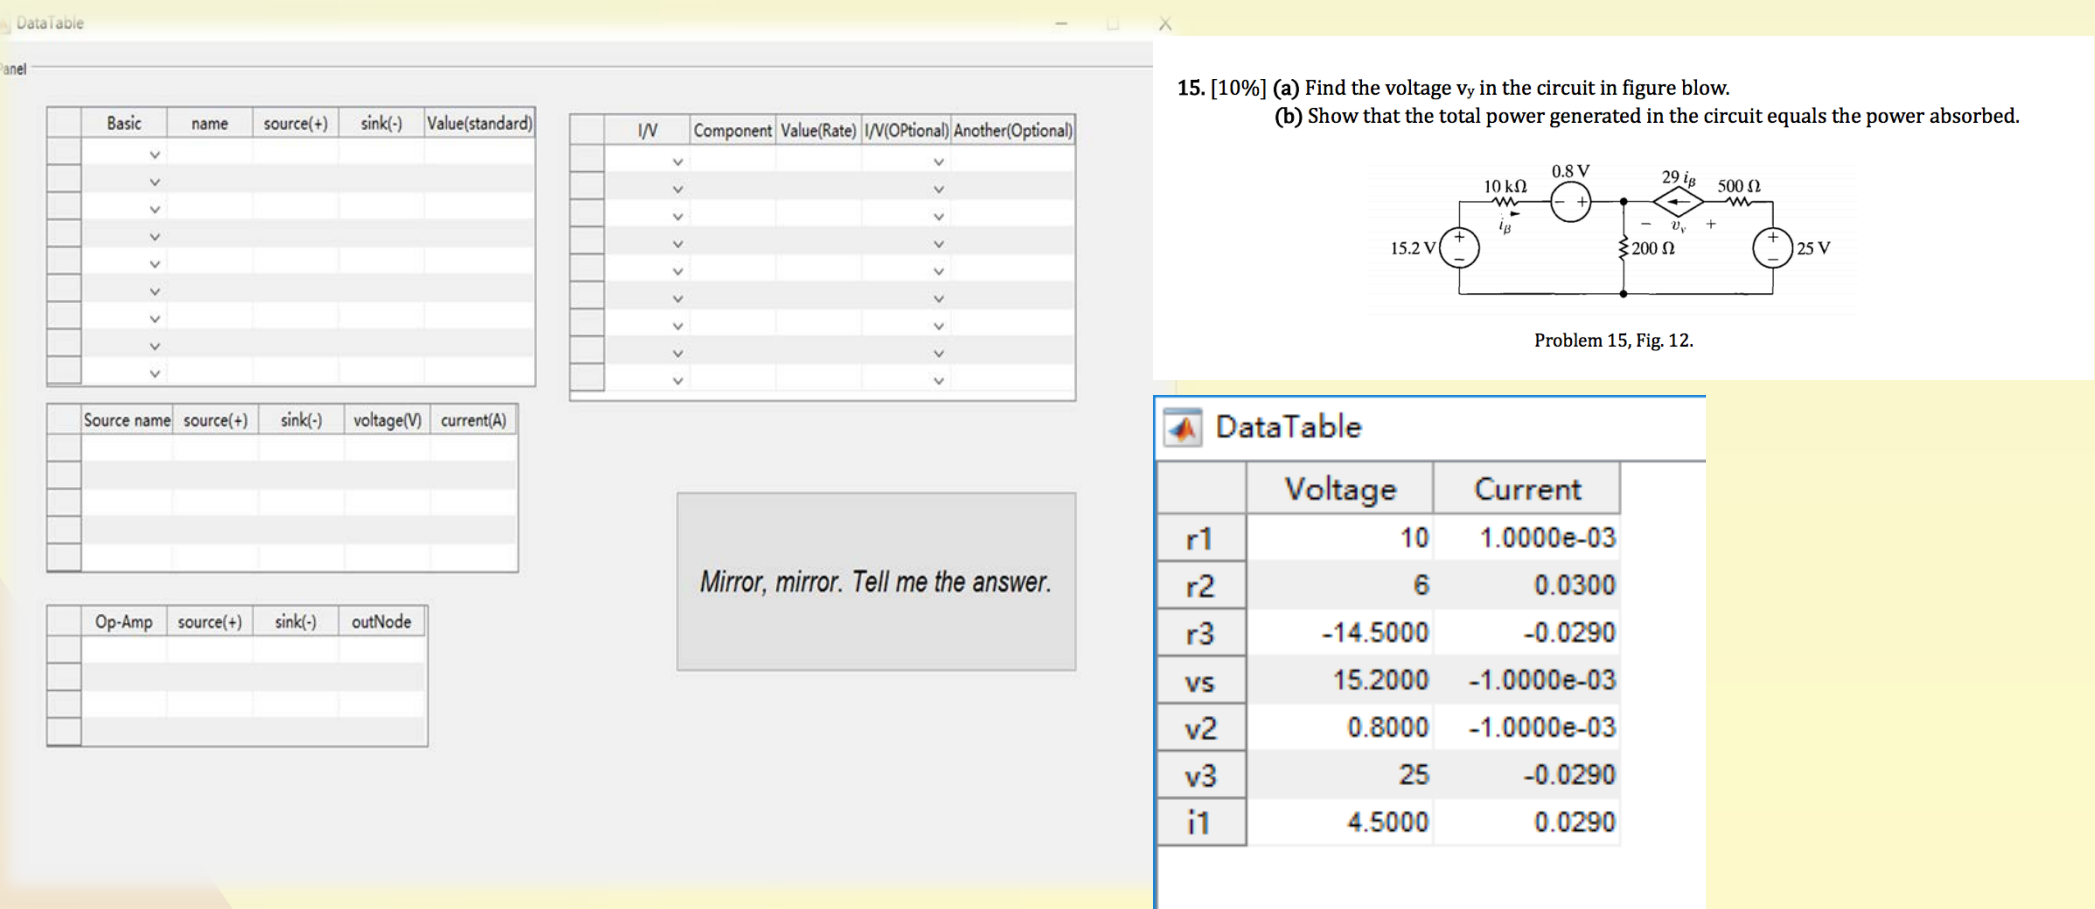 DataTable
Panel
Basic name source(+) sink(-) Value(standard)
I/V Component Value(Rate) I/V(OPtional) Another(Optional)
Source name source(+) sink(-) voltage(V) current(A)
Op-Amp source(+) sink(-) outNode
Mirror, mirror. Tell me the answer.
15. [10%] (a) Find the voltage vy in the circuit in figure blow.
(b) Show that the total power generated in the circuit equals the power absorbed.
0.8 V
10 kΩ
29 iβ
500 Ω
− +
iβ
− vy +
15.2 V
+
−
200 Ω
+
−
25 V
Problem 15, Fig. 12.
DataTable
Voltage Current
r1 10 1.0000e-03
r2 6 0.0300
r3 -14.5000 -0.0290
vs 15.2000 -1.0000e-03
v2 0.8000 -1.0000e-03
v3 25 -0.0290
i1 4.5000 0.0290